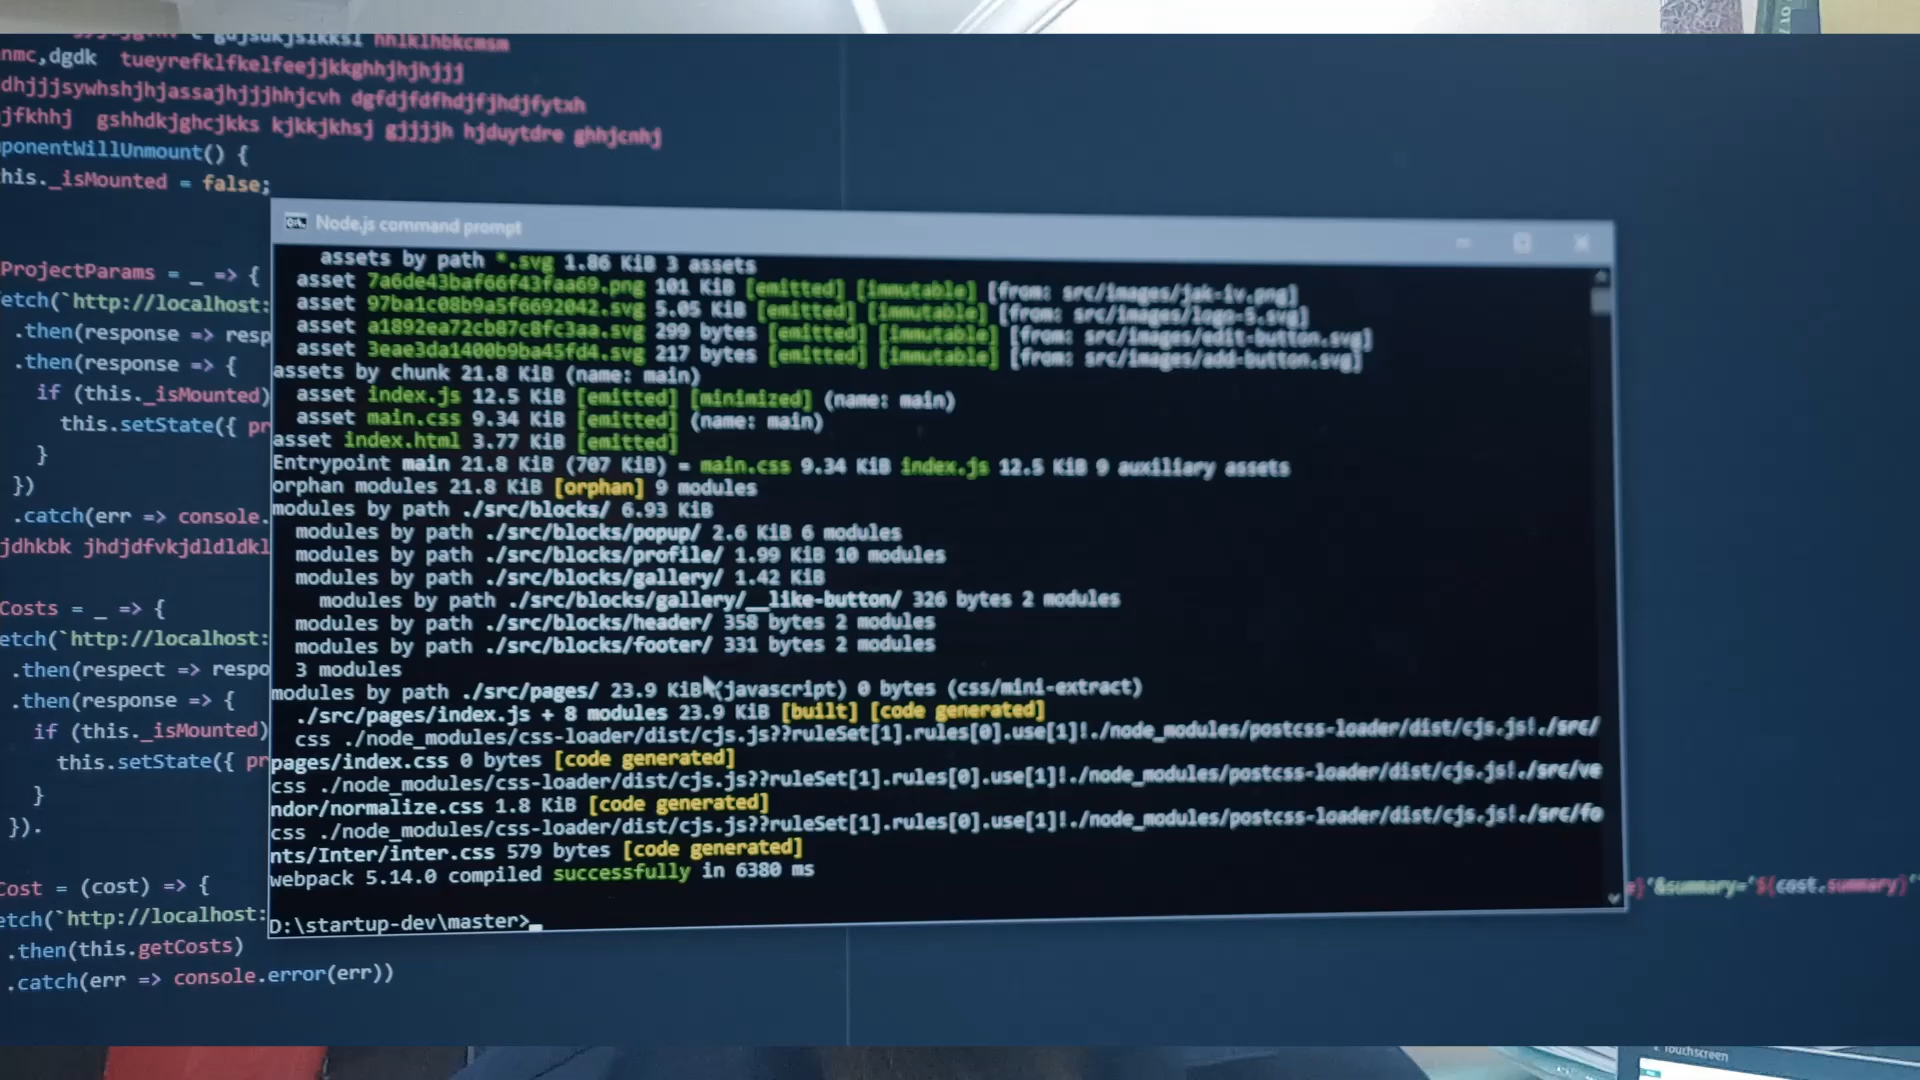 hhlklhbkcmsm
nmc,dgdk tueyrefklfkelfeejjkkghhjhjhjjj
dhjjjsywhshjhjassajhjjjhhjcvh dgfdjfdfhdjfjhdjfytxh
jfkhhj gshhdkjghcjkks kjkkjkhsj gjjjjh hjduytdre ghhjcnhj
ponentWillUnmount() {
his._isMounted = false;
ProjectParams = _ => {
etch(`http://localhost:
.then(response => resp
.then(response => {
if (this._isMounted)
this.setState({ pr
}
})
.catch(err => console.
jdhkbk jhdjdfvkjdldldkl
Costs = _ => {
etch(`http://localhost:
.then(respect => respo
.then(response => {
if (this._isMounted)
this.setState({ pr
}
}).
Cost = (cost) => {
etch(`http://localhost:
.then(this.getCosts)
.catch(err => console.error(err))
Node.js command prompt
assets by path *.svg 1.86 KiB 3 assets
asset 7a6de43baf66f43faa69.png 101 KiB [emitted] [immutable] [from: src/images/jak-iv.png]
asset 97ba1c08b9a5f6692042.svg 5.05 KiB [emitted] [immutable] [from: src/images/logo-5.svg]
asset a1892ea72cb87c8fc3aa.svg 299 bytes [emitted] [immutable] [from: src/images/edit-button.svg]
asset 3eae3da1400b9ba45fd4.svg 217 bytes [emitted] [immutable] [from: src/images/add-button.svg]
assets by chunk 21.8 KiB (name: main)
asset index.js 12.5 KiB [emitted] [minimized] (name: main)
asset main.css 9.34 KiB [emitted] (name: main)
asset index.html 3.77 KiB [emitted]
Entrypoint main 21.8 KiB (707 KiB) = main.css 9.34 KiB index.js 12.5 KiB 9 auxiliary assets
orphan modules 21.8 KiB [orphan] 9 modules
modules by path ./src/blocks/ 6.93 KiB
modules by path ./src/blocks/popup/ 2.6 KiB 6 modules
modules by path ./src/blocks/profile/ 1.99 KiB 10 modules
modules by path ./src/blocks/gallery/ 1.42 KiB
modules by path ./src/blocks/gallery/__like-button/ 326 bytes 2 modules
modules by path ./src/blocks/header/ 358 bytes 2 modules
modules by path ./src/blocks/footer/ 331 bytes 2 modules
3 modules
modules by path ./src/pages/ 23.9 KiB (javascript) 0 bytes (css/mini-extract)
./src/pages/index.js + 8 modules 23.9 KiB [built] [code generated]
css ./node_modules/css-loader/dist/cjs.js??ruleSet[1].rules[0].use[1]!./node_modules/postcss-loader/dist/cjs.js!./src/
pages/index.css 0 bytes [code generated]
css ./node_modules/css-loader/dist/cjs.js??ruleSet[1].rules[0].use[1]!./node_modules/postcss-loader/dist/cjs.js!./src/ve
ndor/normalize.css 1.8 KiB [code generated]
css ./node_modules/css-loader/dist/cjs.js??ruleSet[1].rules[0].use[1]!./node_modules/postcss-loader/dist/cjs.js!./src/fo
nts/Inter/inter.css 579 bytes [code generated]
webpack 5.14.0 compiled successfully in 6380 ms
D:\startup-dev\master>
}'&summary='${cost.summary}'
Touchscreen